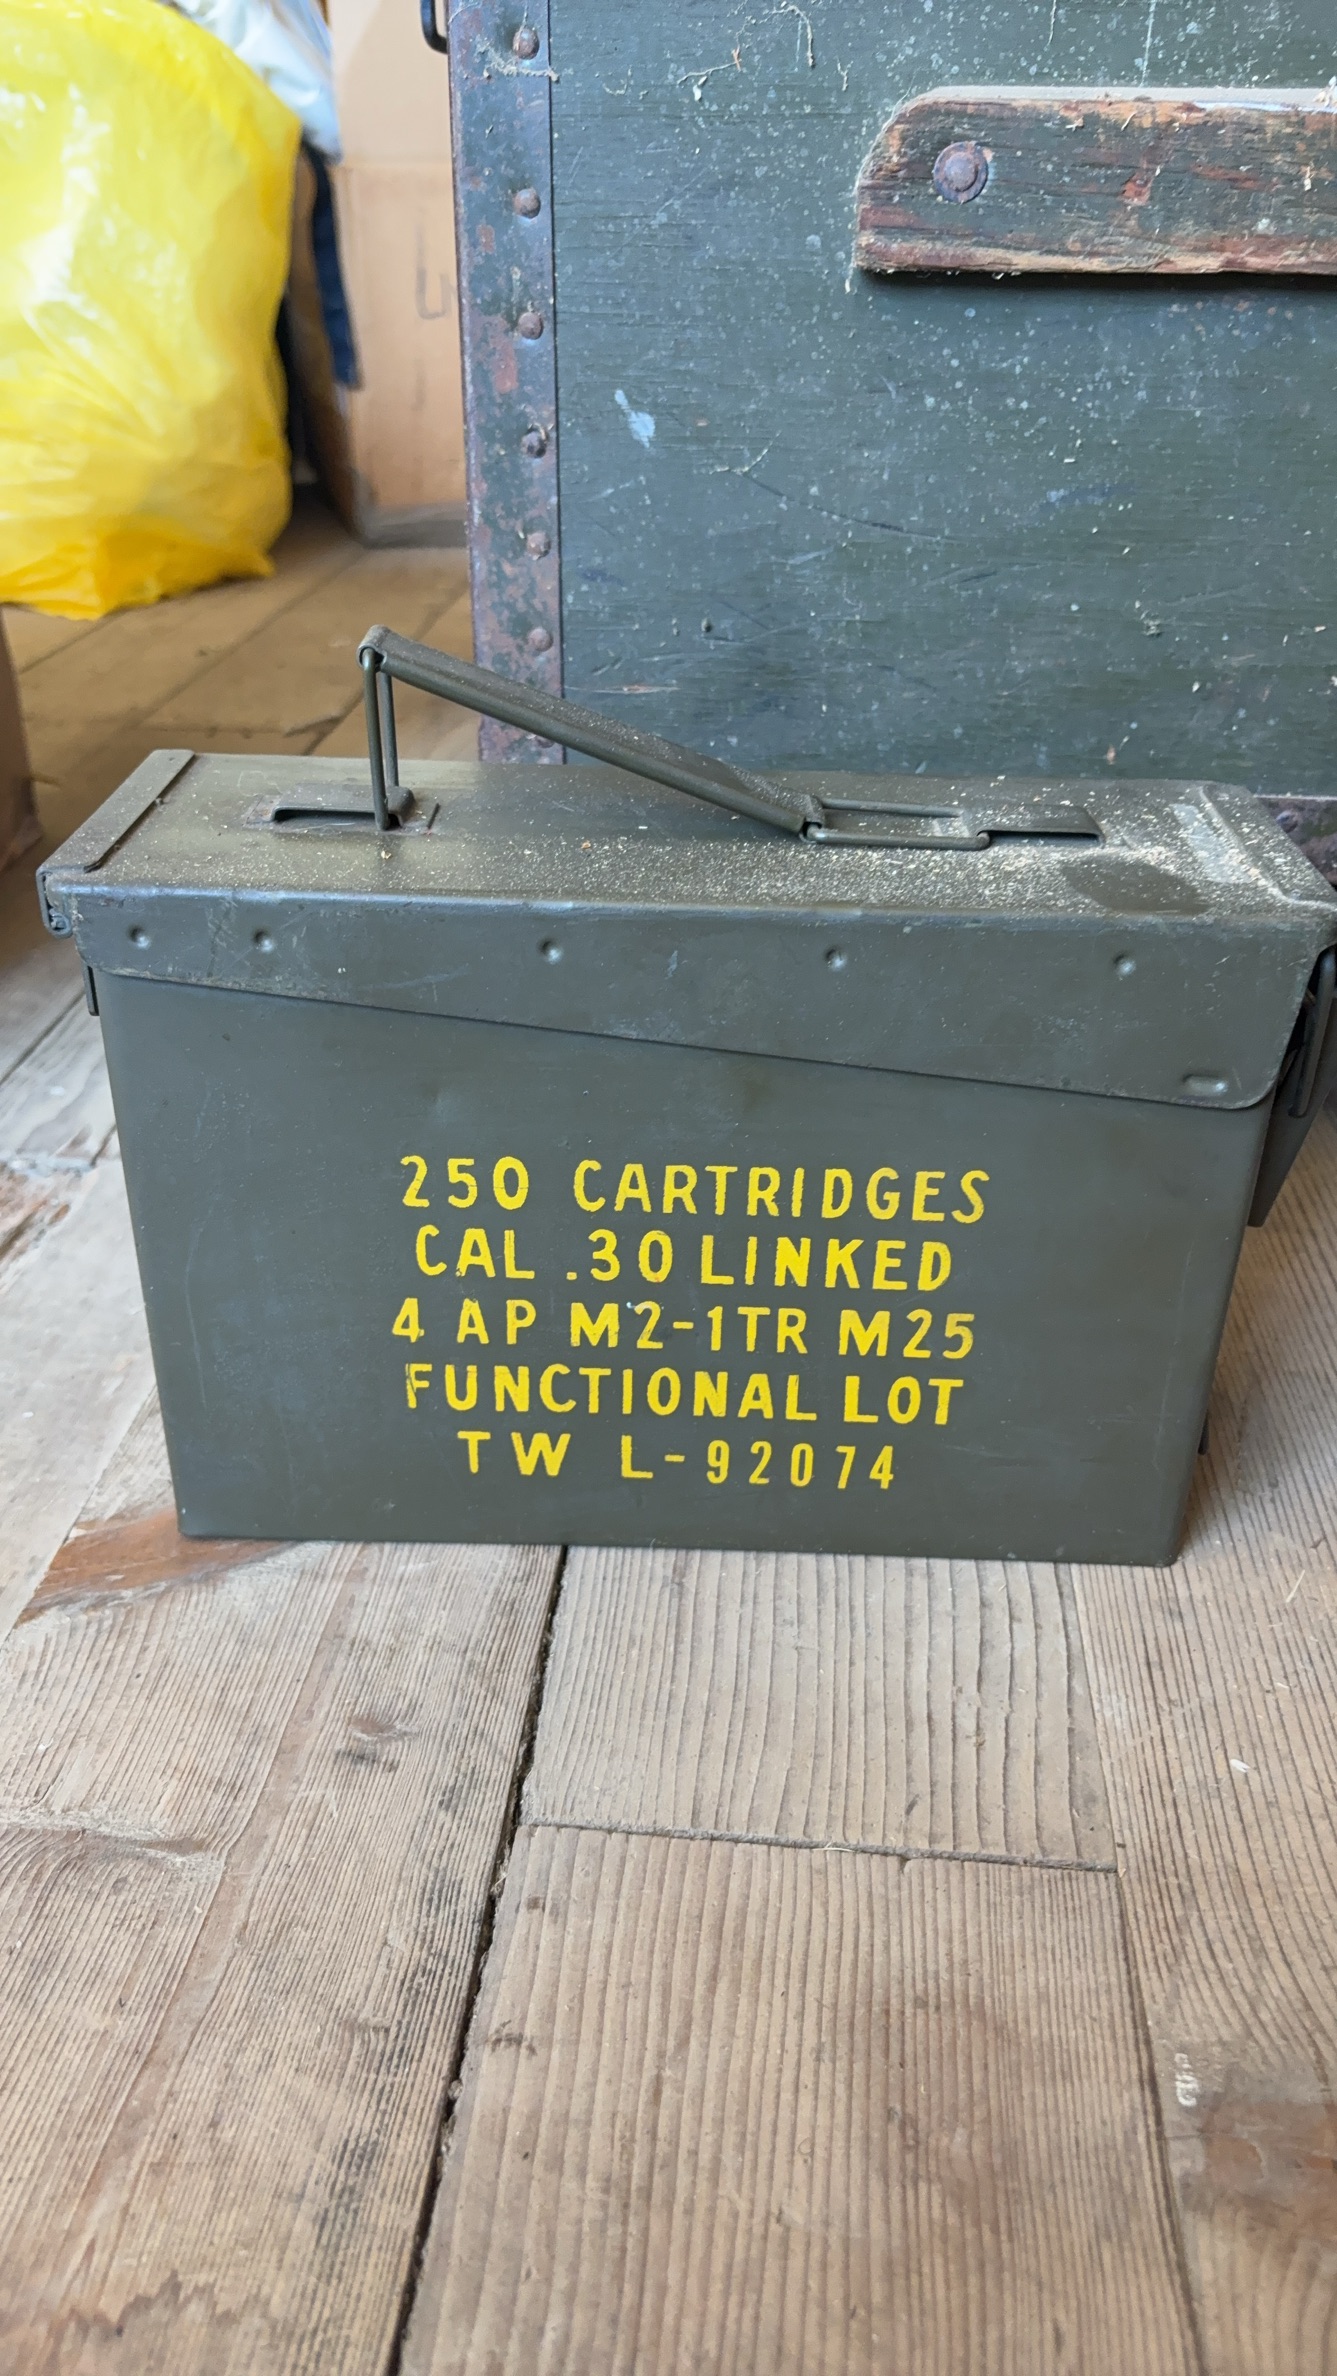 250 CARTRIDGES
CAL .30 LINKED
4 AP M2-1TR M25
FUNCTIONAL LOT
TW L-92074